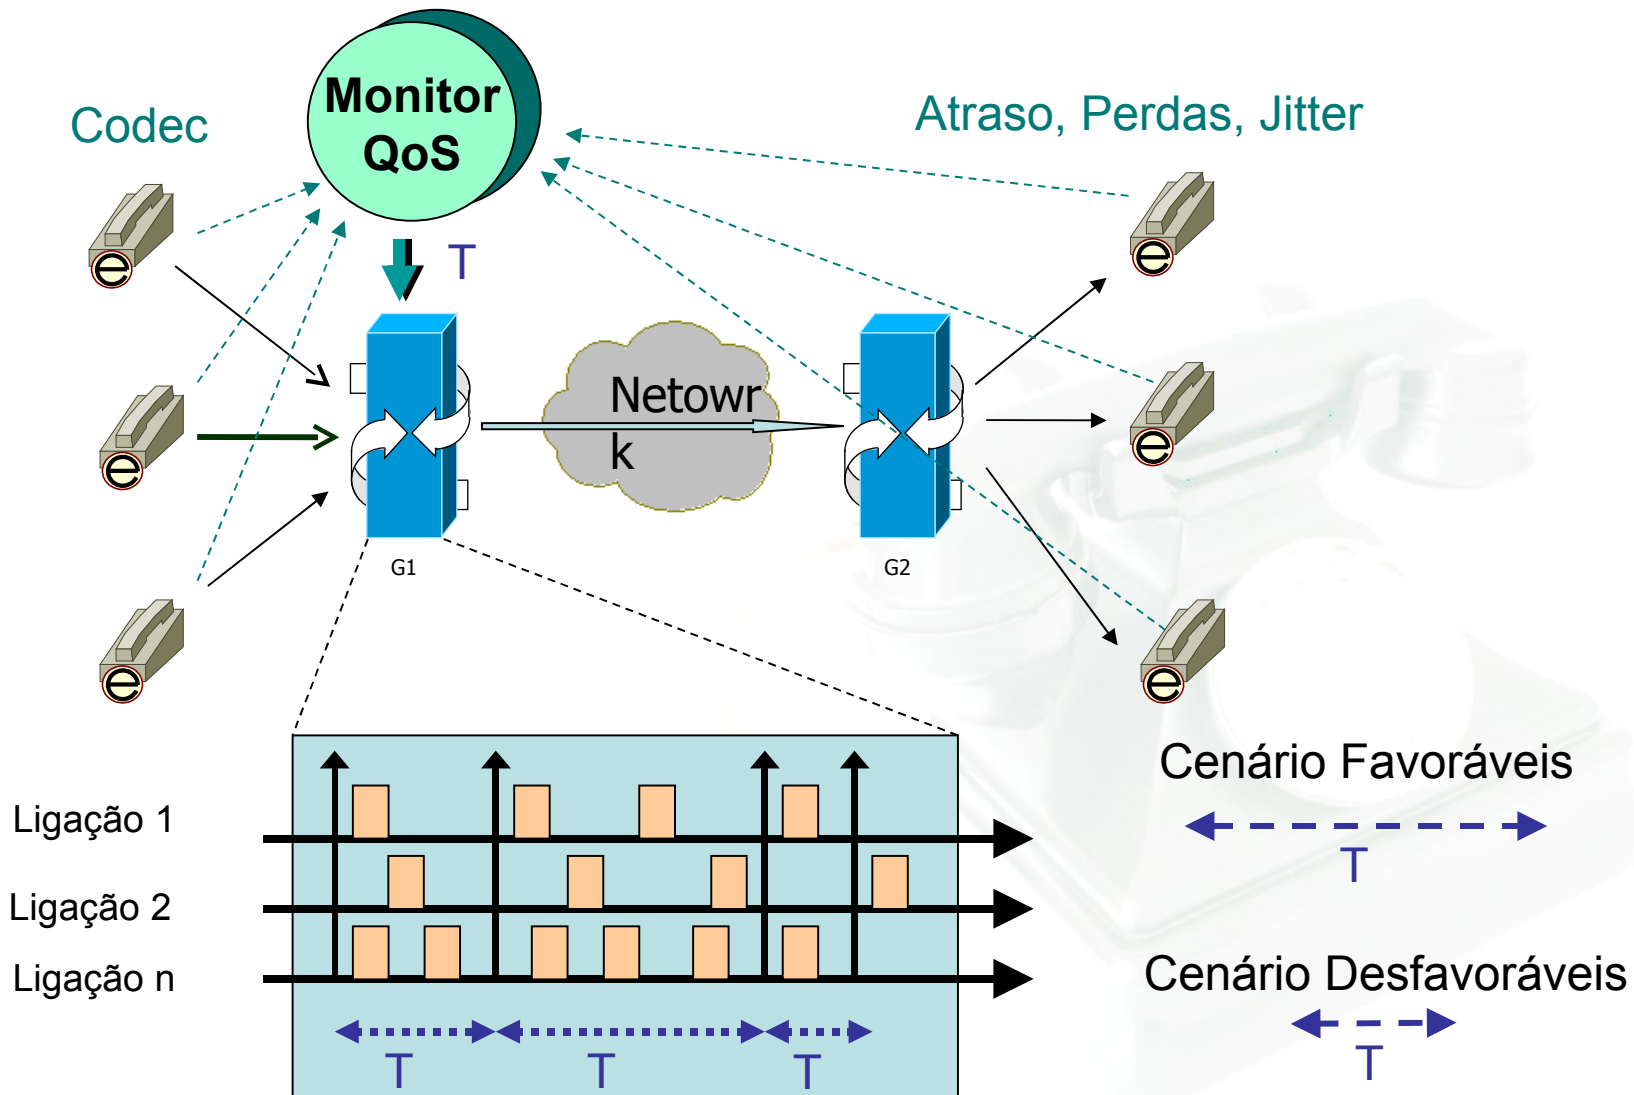 Monitor
QoS
Codec
Atraso, Perdas, Jitter
T
Netowr
k
G1
G2
e
e
e
e
e
e
Ligação 1
Ligação 2
Ligação n
T
T
T
Cenário Favoráveis
T
Cenário Desfavoráveis
T